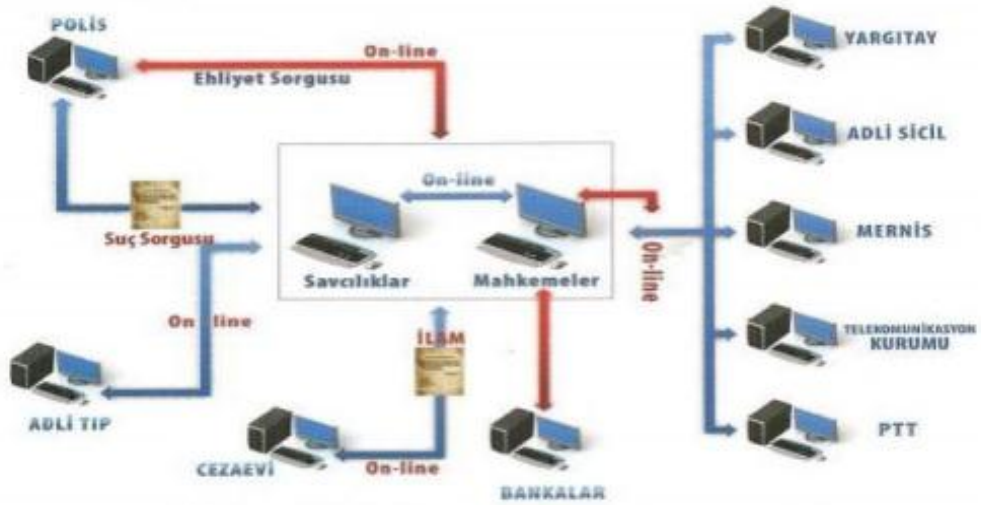 POLİS
On-line
Ehliyet Sorgusu
YARGITAY
ADLİ SİCİL
On-line
Suç Sorgusu
Savcılıklar
Mahkemeler
On-line
MERNİS
On-line
İLAM
TELEKOMUNİKASYON
KURUMU
ADLİ TIP
CEZAEVİ
On-line
BANKALAR
PTT